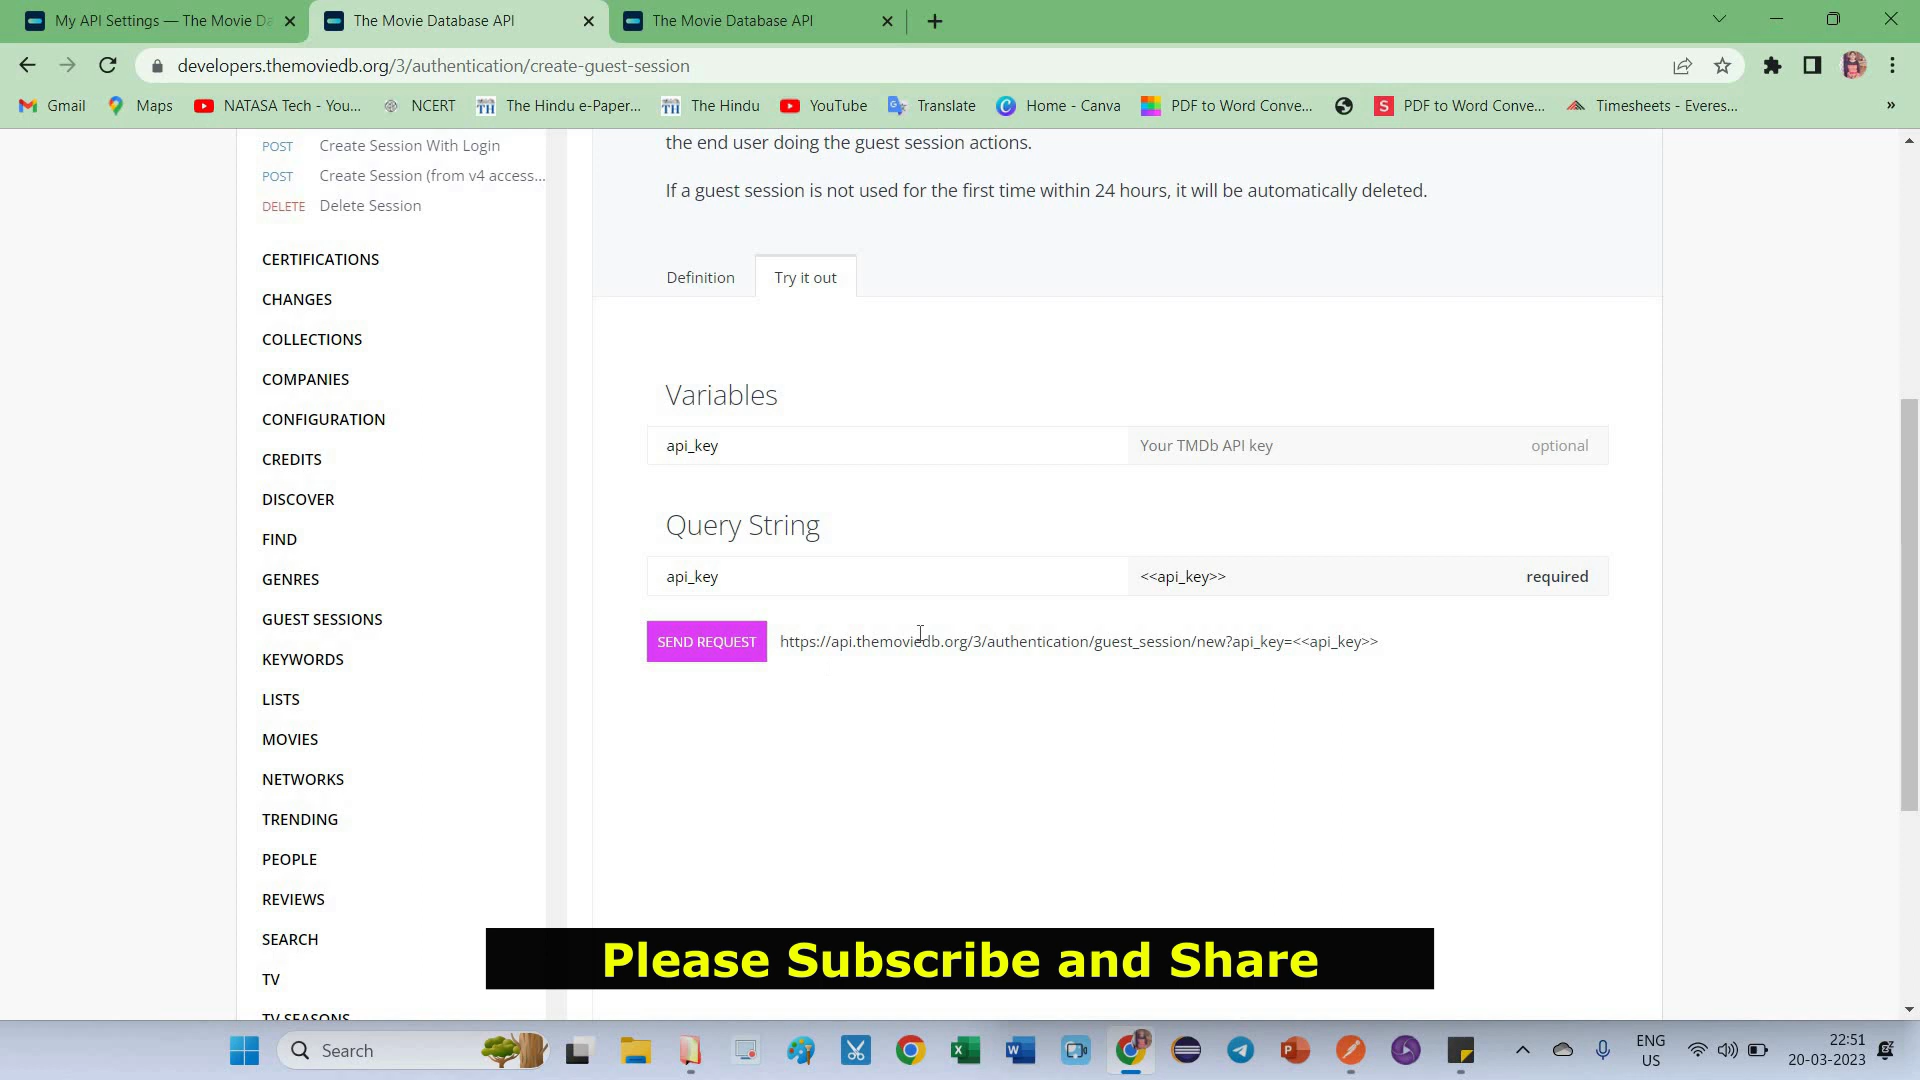 My API Settings — The Movie Da
The Movie Database API
The Movie Database API
developers.themoviedb.org/3/authentication/create-guest-session
Gmail
Maps
NATASA Tech - You...
NCERT
The Hindu e-Paper...
The Hindu
YouTube
Translate
Home - Canva
PDF to Word Conve...
PDF to Word Conve...
Timesheets - Everes...
»
POST Create Session With Login
POST Create Session (from v4 access...
DELETE Delete Session
CERTIFICATIONS
CHANGES
COLLECTIONS
COMPANIES
CONFIGURATION
CREDITS
DISCOVER
FIND
GENRES
GUEST SESSIONS
KEYWORDS
LISTS
MOVIES
NETWORKS
TRENDING
PEOPLE
REVIEWS
SEARCH
TV
TV SEASONS
the end user doing the guest session actions.
If a guest session is not used for the first time within 24 hours, it will be automatically deleted.
Definition
Try it out
Variables
api_key Your TMDb API key optional
Query String
api_key <<api_key>> required
SEND REQUEST https://api.themoviedb.org/3/authentication/guest_session/new?api_key=<<api_key>>
Please Subscribe and Share
Search
ENG
US
22:51
20-03-2023